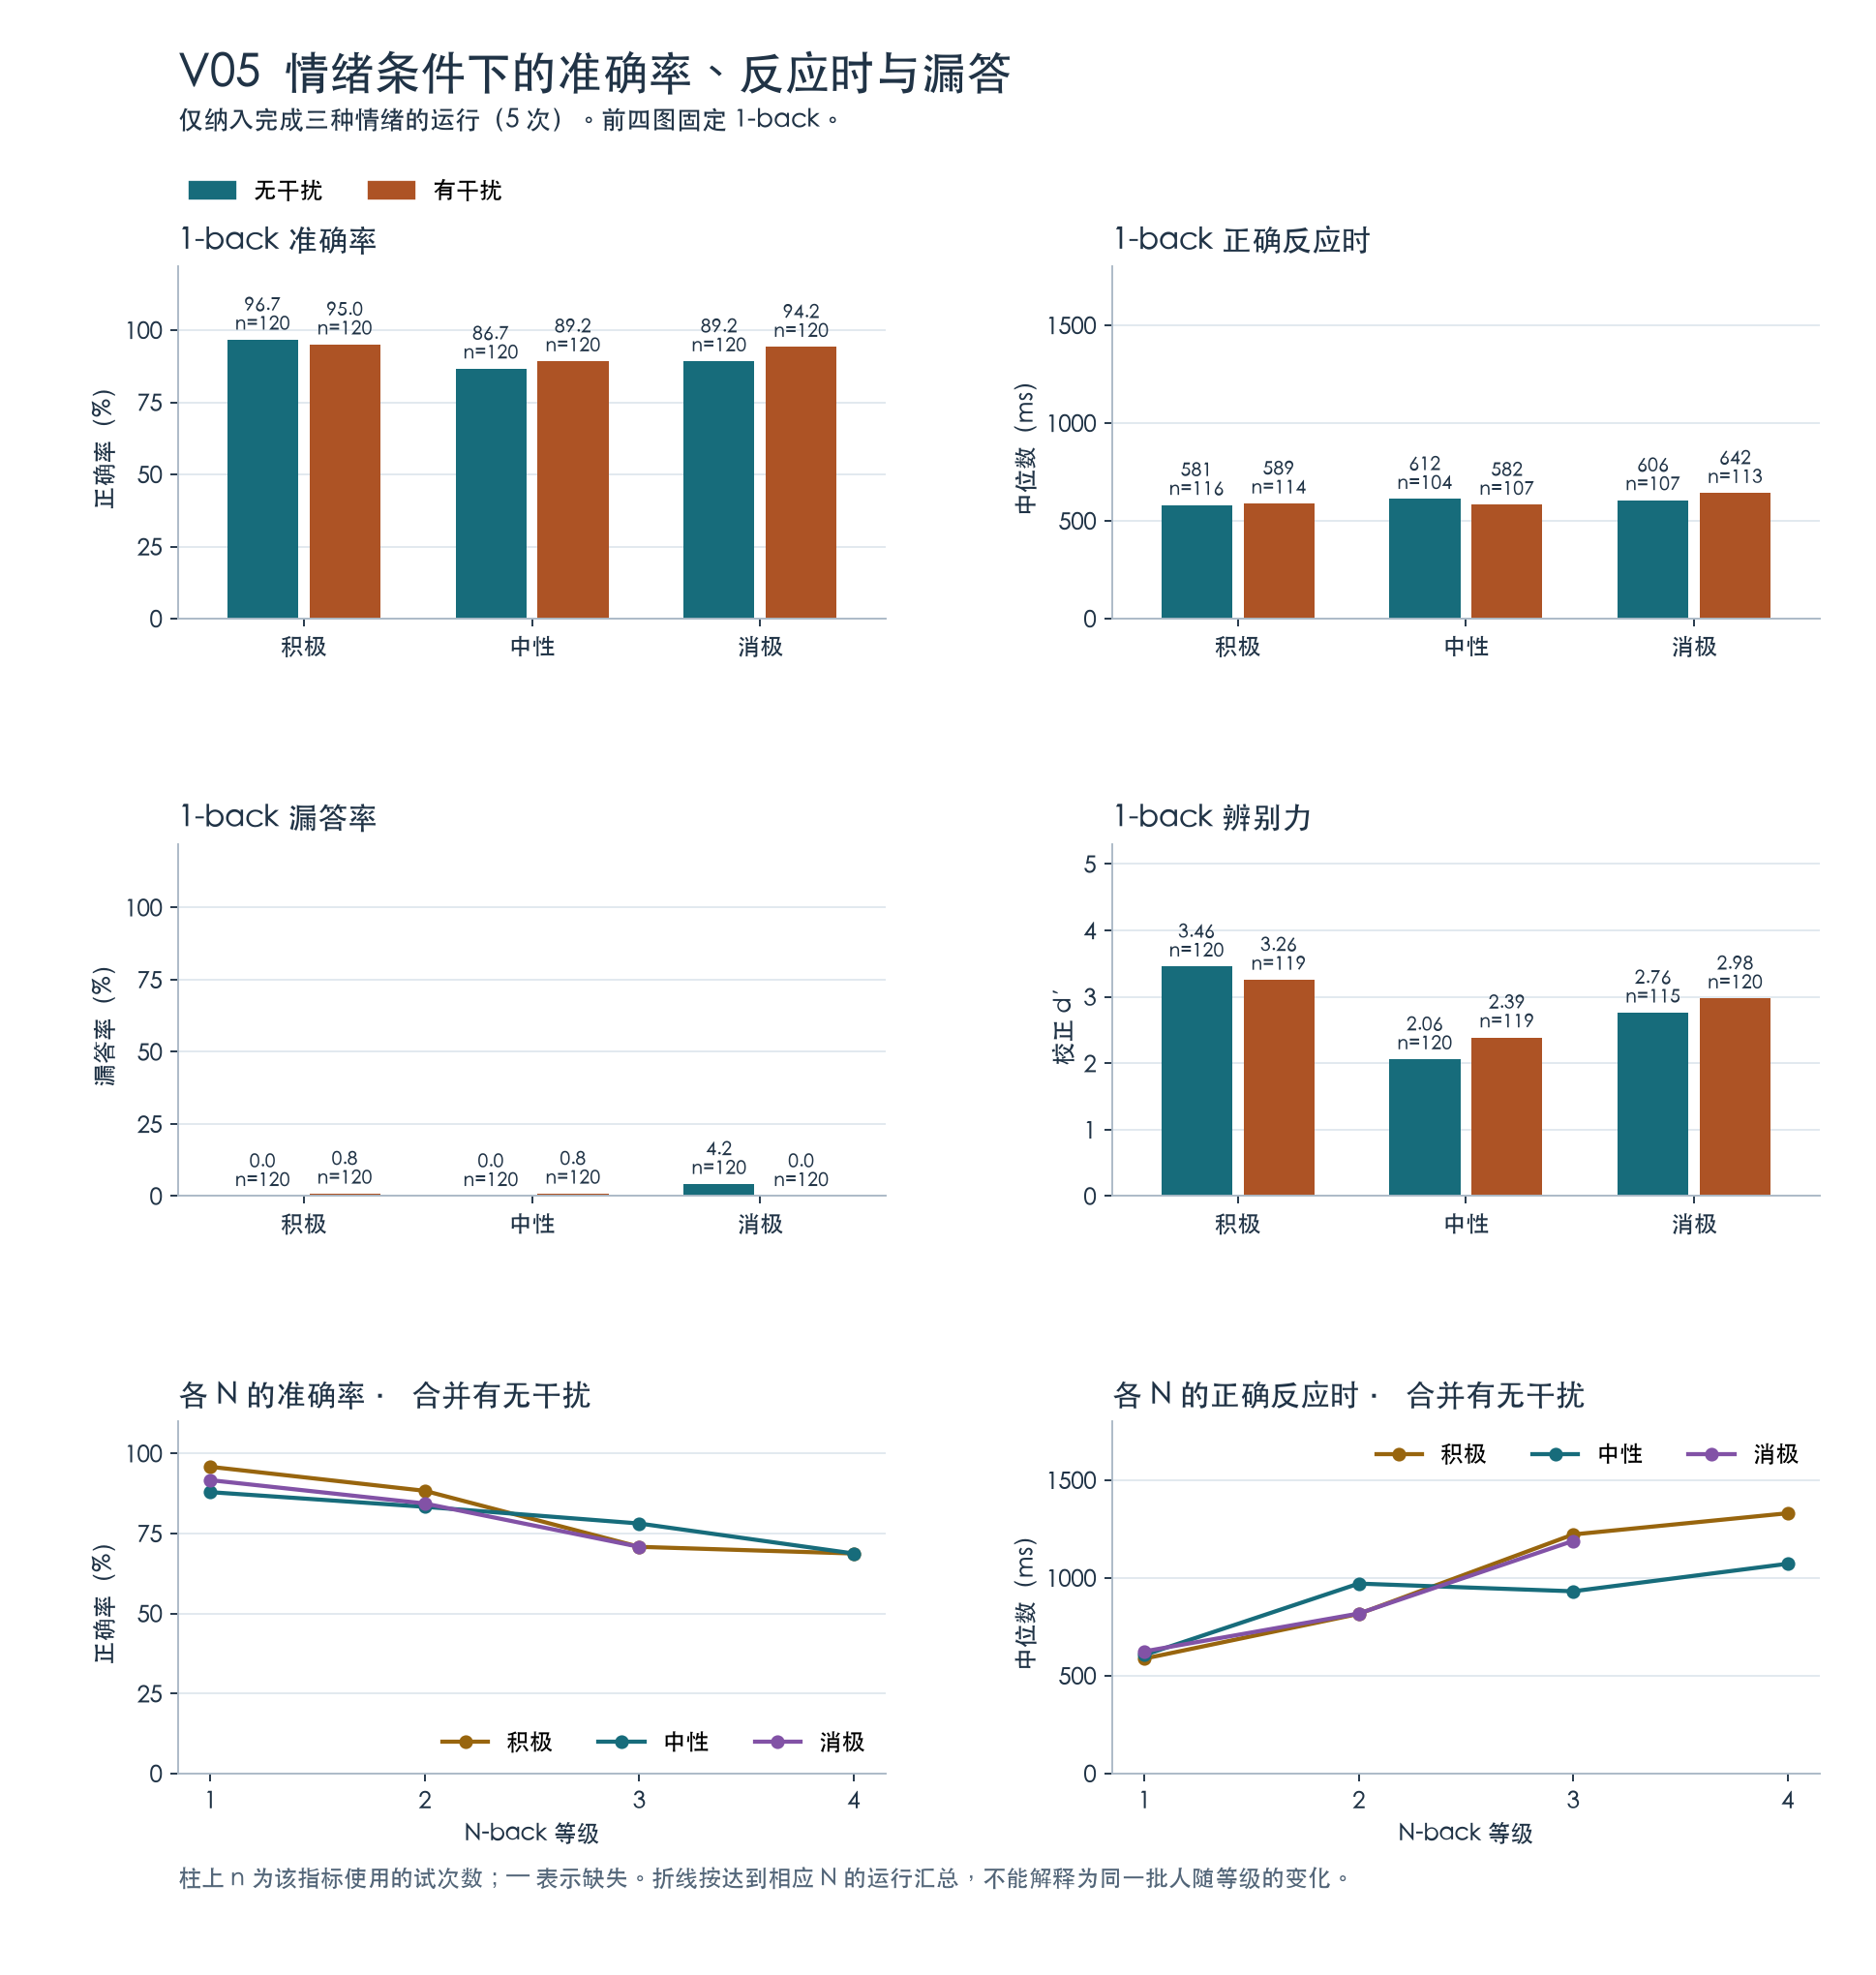 V05 情绪条件下的准确率、反应时与漏答
仅纳入完成三种情绪的运行（5 次）。前四图固定 1-back。
无干扰 有干扰
1-back 准确率
正确率（%）
100
75
50
25
0
96.7
n=120
95.0
n=120
86.7
n=120
89.2
n=120
89.2
n=120
94.2
n=120
积极 中性 消极
1-back 正确反应时
中位数（ms）
1500
1000
500
0
581
n=116
589
n=114
612
n=104
582
n=107
606
n=107
642
n=113
积极 中性 消极
1-back 漏答率
漏答率（%）
100
75
50
25
0
0.0
n=120
0.8
n=120
0.0
n=120
0.8
n=120
4.2
n=120
0.0
n=120
积极 中性 消极
1-back 辨别力
校正 d′
5
4
3
2
1
0
3.46
n=120
3.26
n=119
2.06
n=120
2.39
n=119
2.76
n=115
2.98
n=120
积极 中性 消极
各 N 的准确率 · 合并有无干扰
正确率（%）
100
75
50
25
0
积极 中性 消极
1 2 3 4
N-back 等级
各 N 的正确反应时 · 合并有无干扰
中位数（ms）
积极 中性 消极
1500
1000
500
0
1 2 3 4
N-back 等级
柱上 n 为该指标使用的试次数；— 表示缺失。折线按达到相应 N 的运行汇总，不能解释为同一批人随等级的变化。